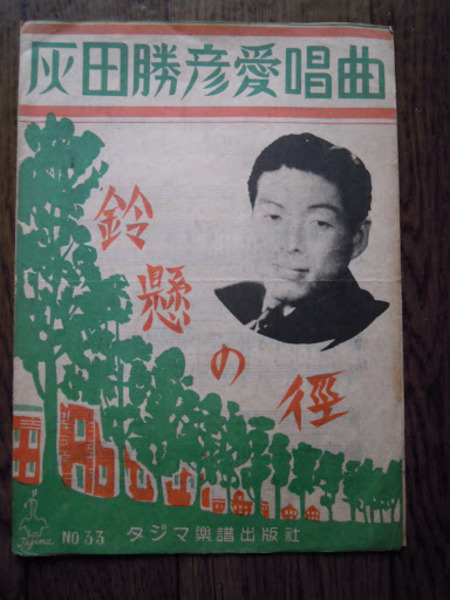 灰田勝彦愛唱曲
鈴懸の径
Tajima
NO 33
タジマ樂譜出版社